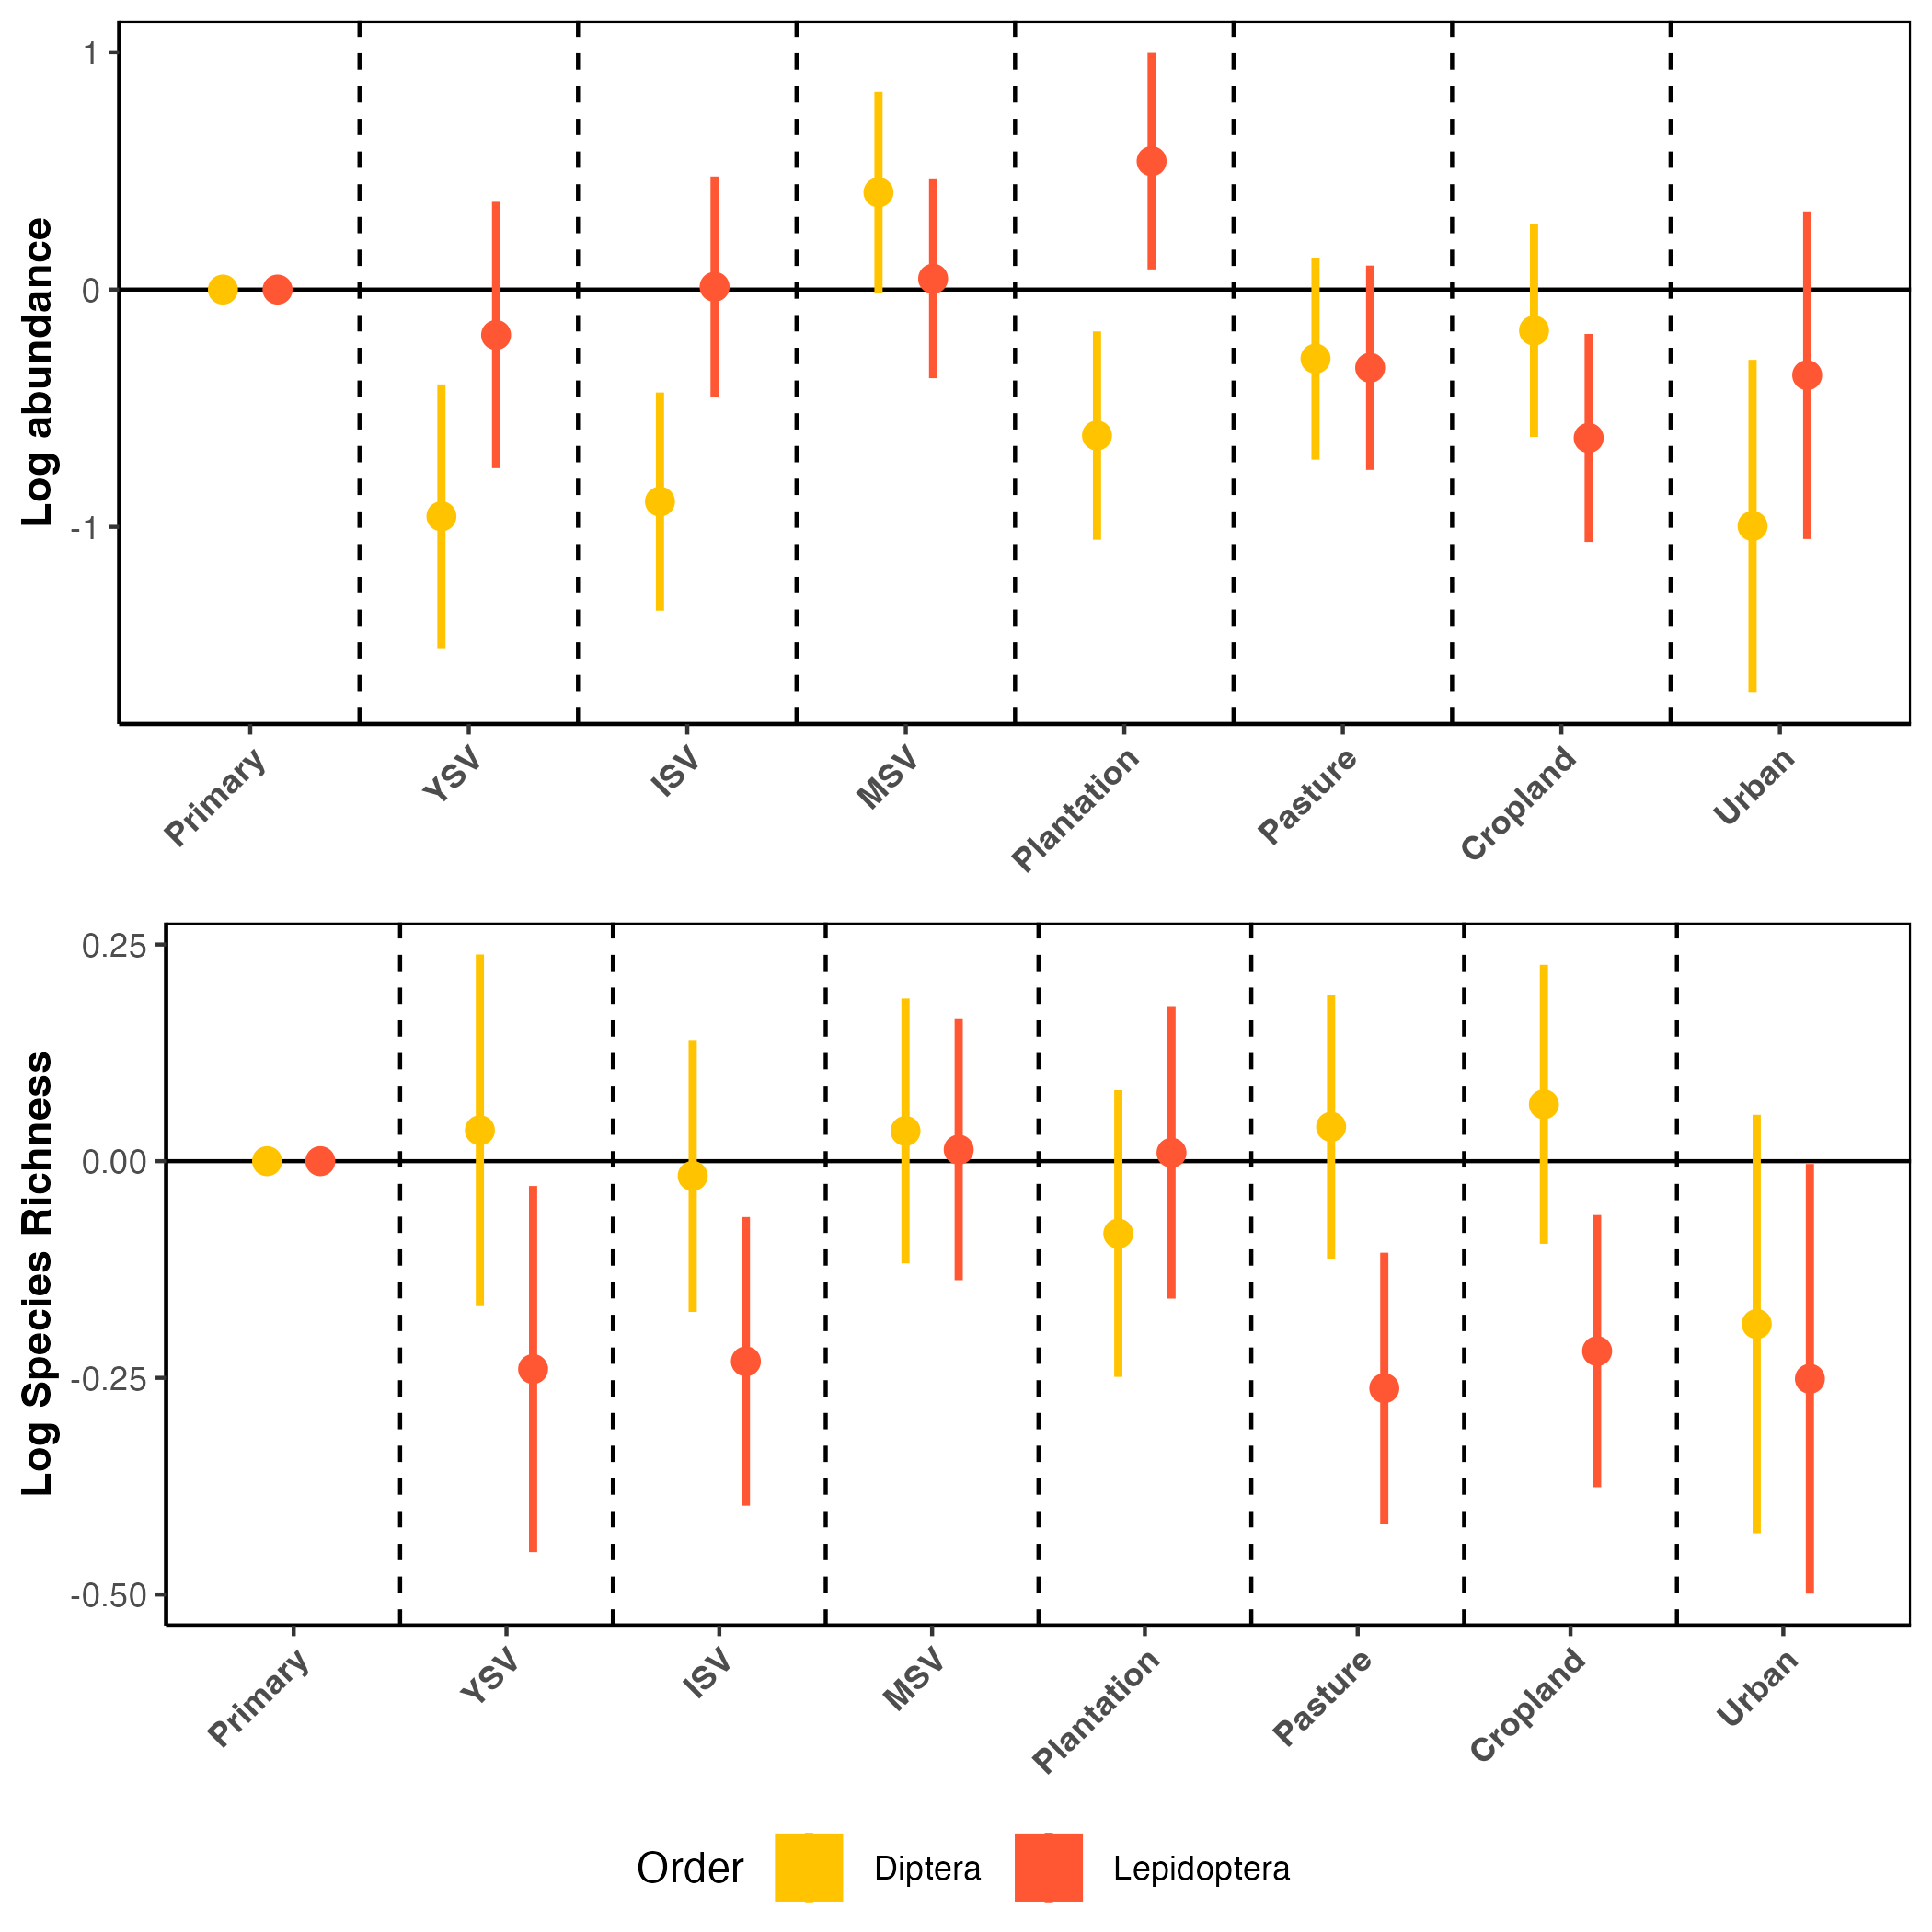 Log abundance
1
0
-1
Primary
YSV
ISV
MSV
Plantation
Pasture
Cropland
Urban
Log Species Richness
0.25
0.00
-0.25
-0.50
Primary
YSV
ISV
MSV
Plantation
Pasture
Cropland
Urban
Order Diptera Lepidoptera